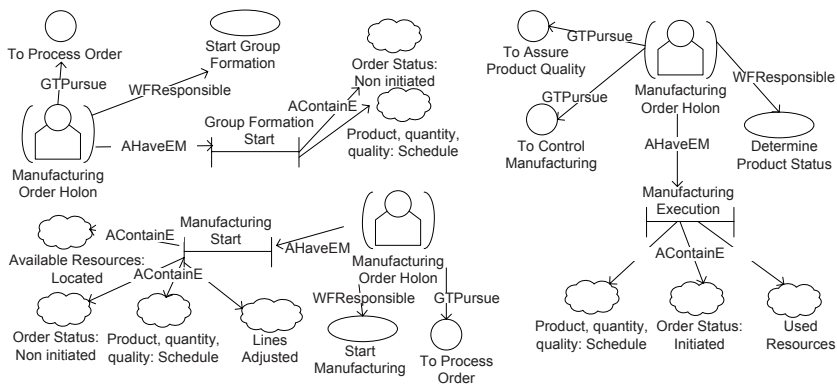 To Process Order
GTPursue
Manufacturing
Order Holon
WFResponsible
Start Group
Formation
AHaveEM
Group Formation
Start
AContainE
Order Status:
Non initiated
Product, quantity,
quality: Schedule
To Assure
Product Quality
GTPursue
GTPursue
To Control
Manufacturing
Manufacturing
Order Holon
WFResponsible
Determine
Product Status
AHaveEM
Manufacturing
Execution
AContainE
Product, quantity,
quality: Schedule
Order Status:
Initiated
Used
Resources
Manufacturing
Start
AContainE
Available Resources:
Located
AContainE
Order Status:
Non initiated
Product, quantity,
quality: Schedule
Lines
Adjusted
AHaveEM
Manufacturing
Order Holon
WFResponsible
GTPursue
Start
Manufacturing
To Process
Order